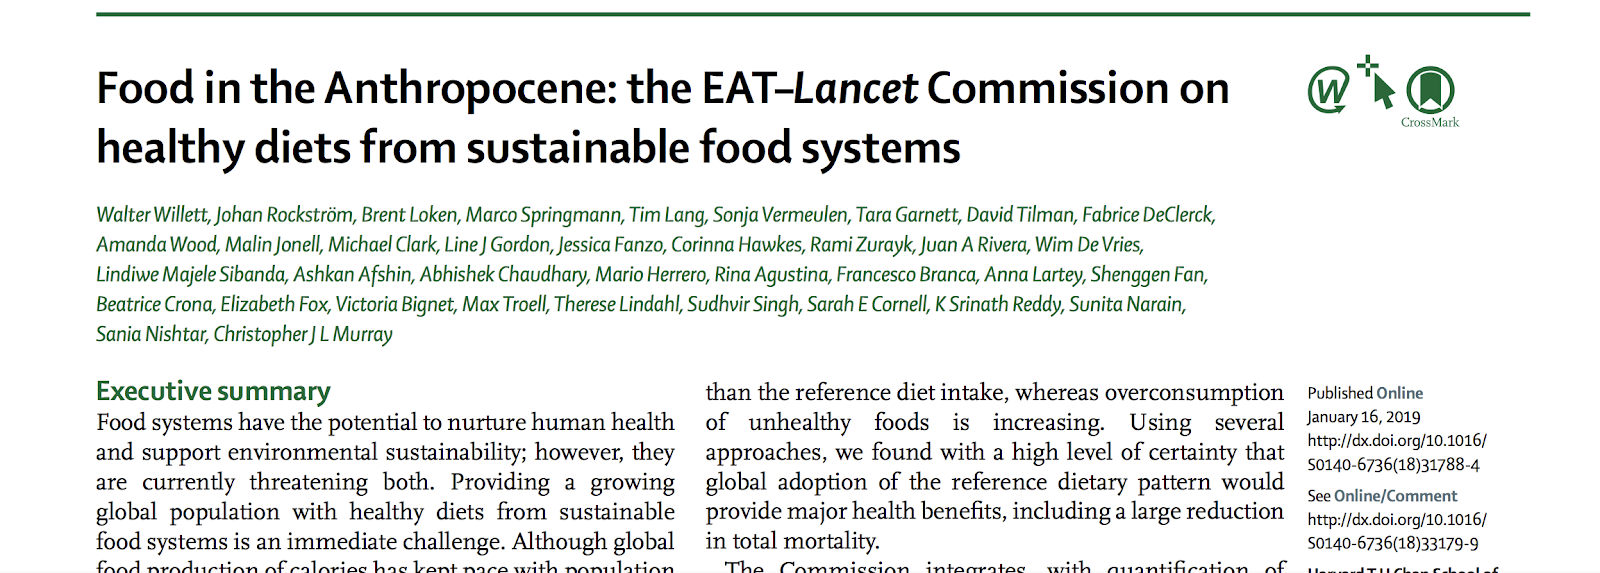 Food in the Anthropocene: the EAT–Lancet Commission on
healthy diets from sustainable food systems
W
CrossMark
Walter Willett, Johan Rockström, Brent Loken, Marco Springmann, Tim Lang, Sonja Vermeulen, Tara Garnett, David Tilman, Fabrice DeClerck,
Amanda Wood, Malin Jonell, Michael Clark, Line J Gordon, Jessica Fanzo, Corinna Hawkes, Rami Zurayk, Juan A Rivera, Wim De Vries,
Lindiwe Majele Sibanda, Ashkan Afshin, Abhishek Chaudhary, Mario Herrero, Rina Agustina, Francesco Branca, Anna Lartey, Shenggen Fan,
Beatrice Crona, Elizabeth Fox, Victoria Bignet, Max Troell, Therese Lindahl, Sudhvir Singh, Sarah E Cornell, K Srinath Reddy, Sunita Narain,
Sania Nishtar, Christopher J L Murray
Executive summary
Food systems have the potential to nurture human health
and support environmental sustainability; however, they
are currently threatening both. Providing a growing
global population with healthy diets from sustainable
food systems is an immediate challenge. Although global
food production of calories has kept pace with population
than the reference diet intake, whereas overconsumption
of unhealthy foods is increasing. Using several
approaches, we found with a high level of certainty that
global adoption of the reference dietary pattern would
provide major health benefits, including a large reduction
in total mortality.
The Commission integrates, with quantification of
Published Online
January 16, 2019
http://dx.doi.org/10.1016/
S0140-6736(18)31788-4
See Online/Comment
http://dx.doi.org/10.1016/
S0140-6736(18)33179-9
Harvard T H Chan School of